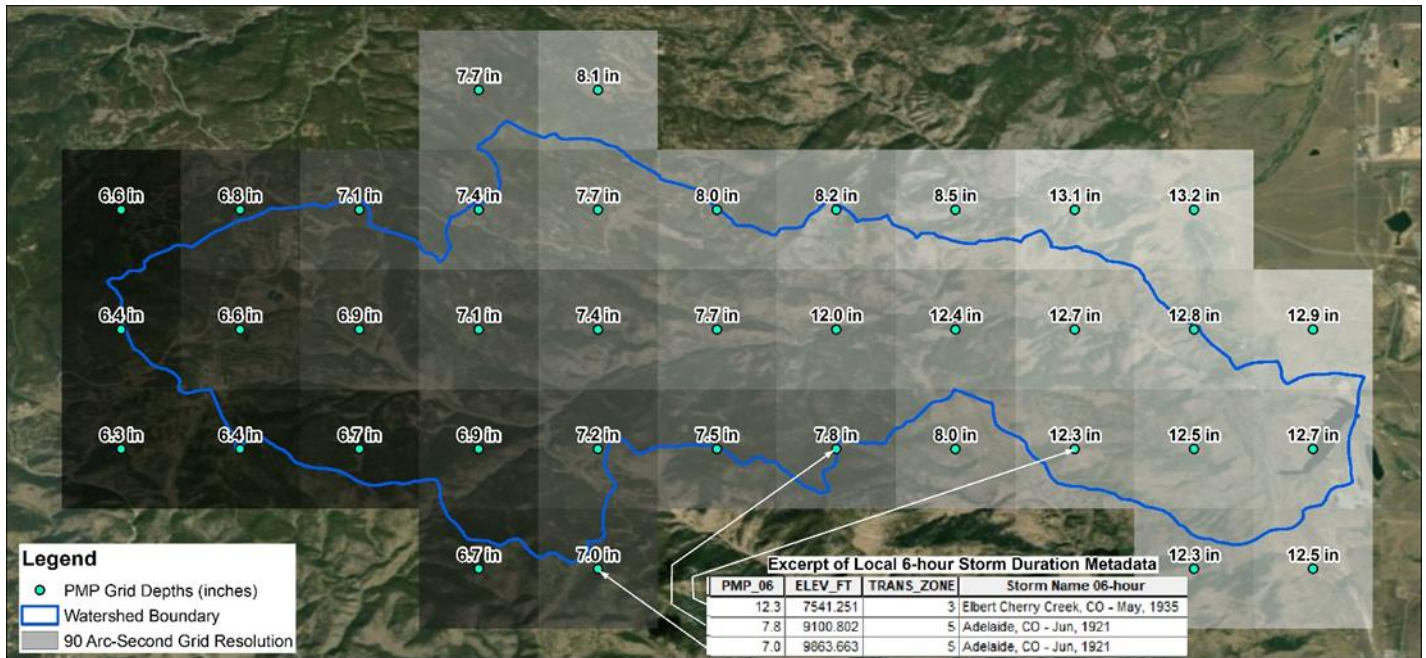 7.7 in 8.1 in
6.6 in 6.8 in 7.1 in 7.4 in 7.7 in 8.0 in 8.2 in 8.5 in 13.1 in 13.2 in
6.4 in 6.6 in 6.9 in 7.1 in 7.4 in 7.7 in 12.0 in 12.4 in 12.7 in 12.8 in 12.9 in
6.3 in 6.4 in 6.7 in 6.9 in 7.2 in 7.5 in 7.8 in 8.0 in 12.3 in 12.5 in 12.7 in
6.7 in 7.0 in 12.3 in 12.5 in
Legend
PMP Grid Depths (inches)
Watershed Boundary
90 Arc-Second Grid Resolution
Excerpt of Local 6-hour Storm Duration Metadata
PMP_06 ELEV_FT TRANS_ZONE Storm Name 06-hour
12.3 7541.251 3 Elbert Cherry Creek, CO - May, 1935
7.8 9100.802 5 Adelaide, CO - Jun, 1921
7.0 9863.663 5 Adelaide, CO - Jun, 1921